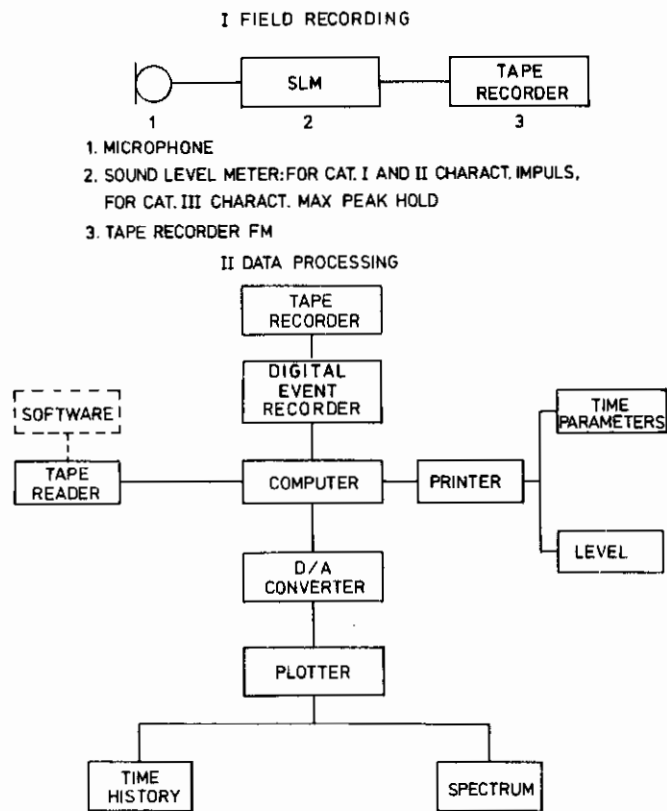 I FIELD RECORDING
SLM
TAPE
RECORDER
1
2
3
1. MICROPHONE
2. SOUND LEVEL METER:FOR CAT. I AND II CHARACT. IMPULS,
FOR CAT. III CHARACT. MAX PEAK HOLD
3. TAPE RECORDER FM
II DATA PROCESSING
TAPE
RECORDER
DIGITAL
EVENT
RECORDER
SOFTWARE
TIME
PARAMETERS
TAPE
READER
COMPUTER
PRINTER
LEVEL
D/A
CONVERTER
PLOTTER
TIME
HISTORY
SPECTRUM